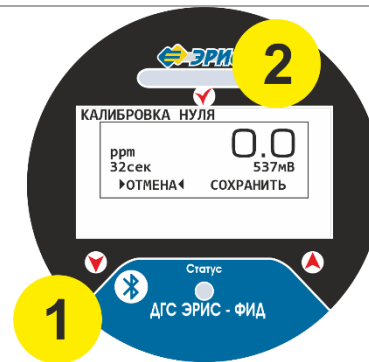 ЭРИС
2
КАЛИБРОВКА НУЛЯ
ppm 0.0
32сек 537мВ
ОТМЕНА СОХРАНИТЬ
Статус
1
ДГС ЭРИС - ФИД